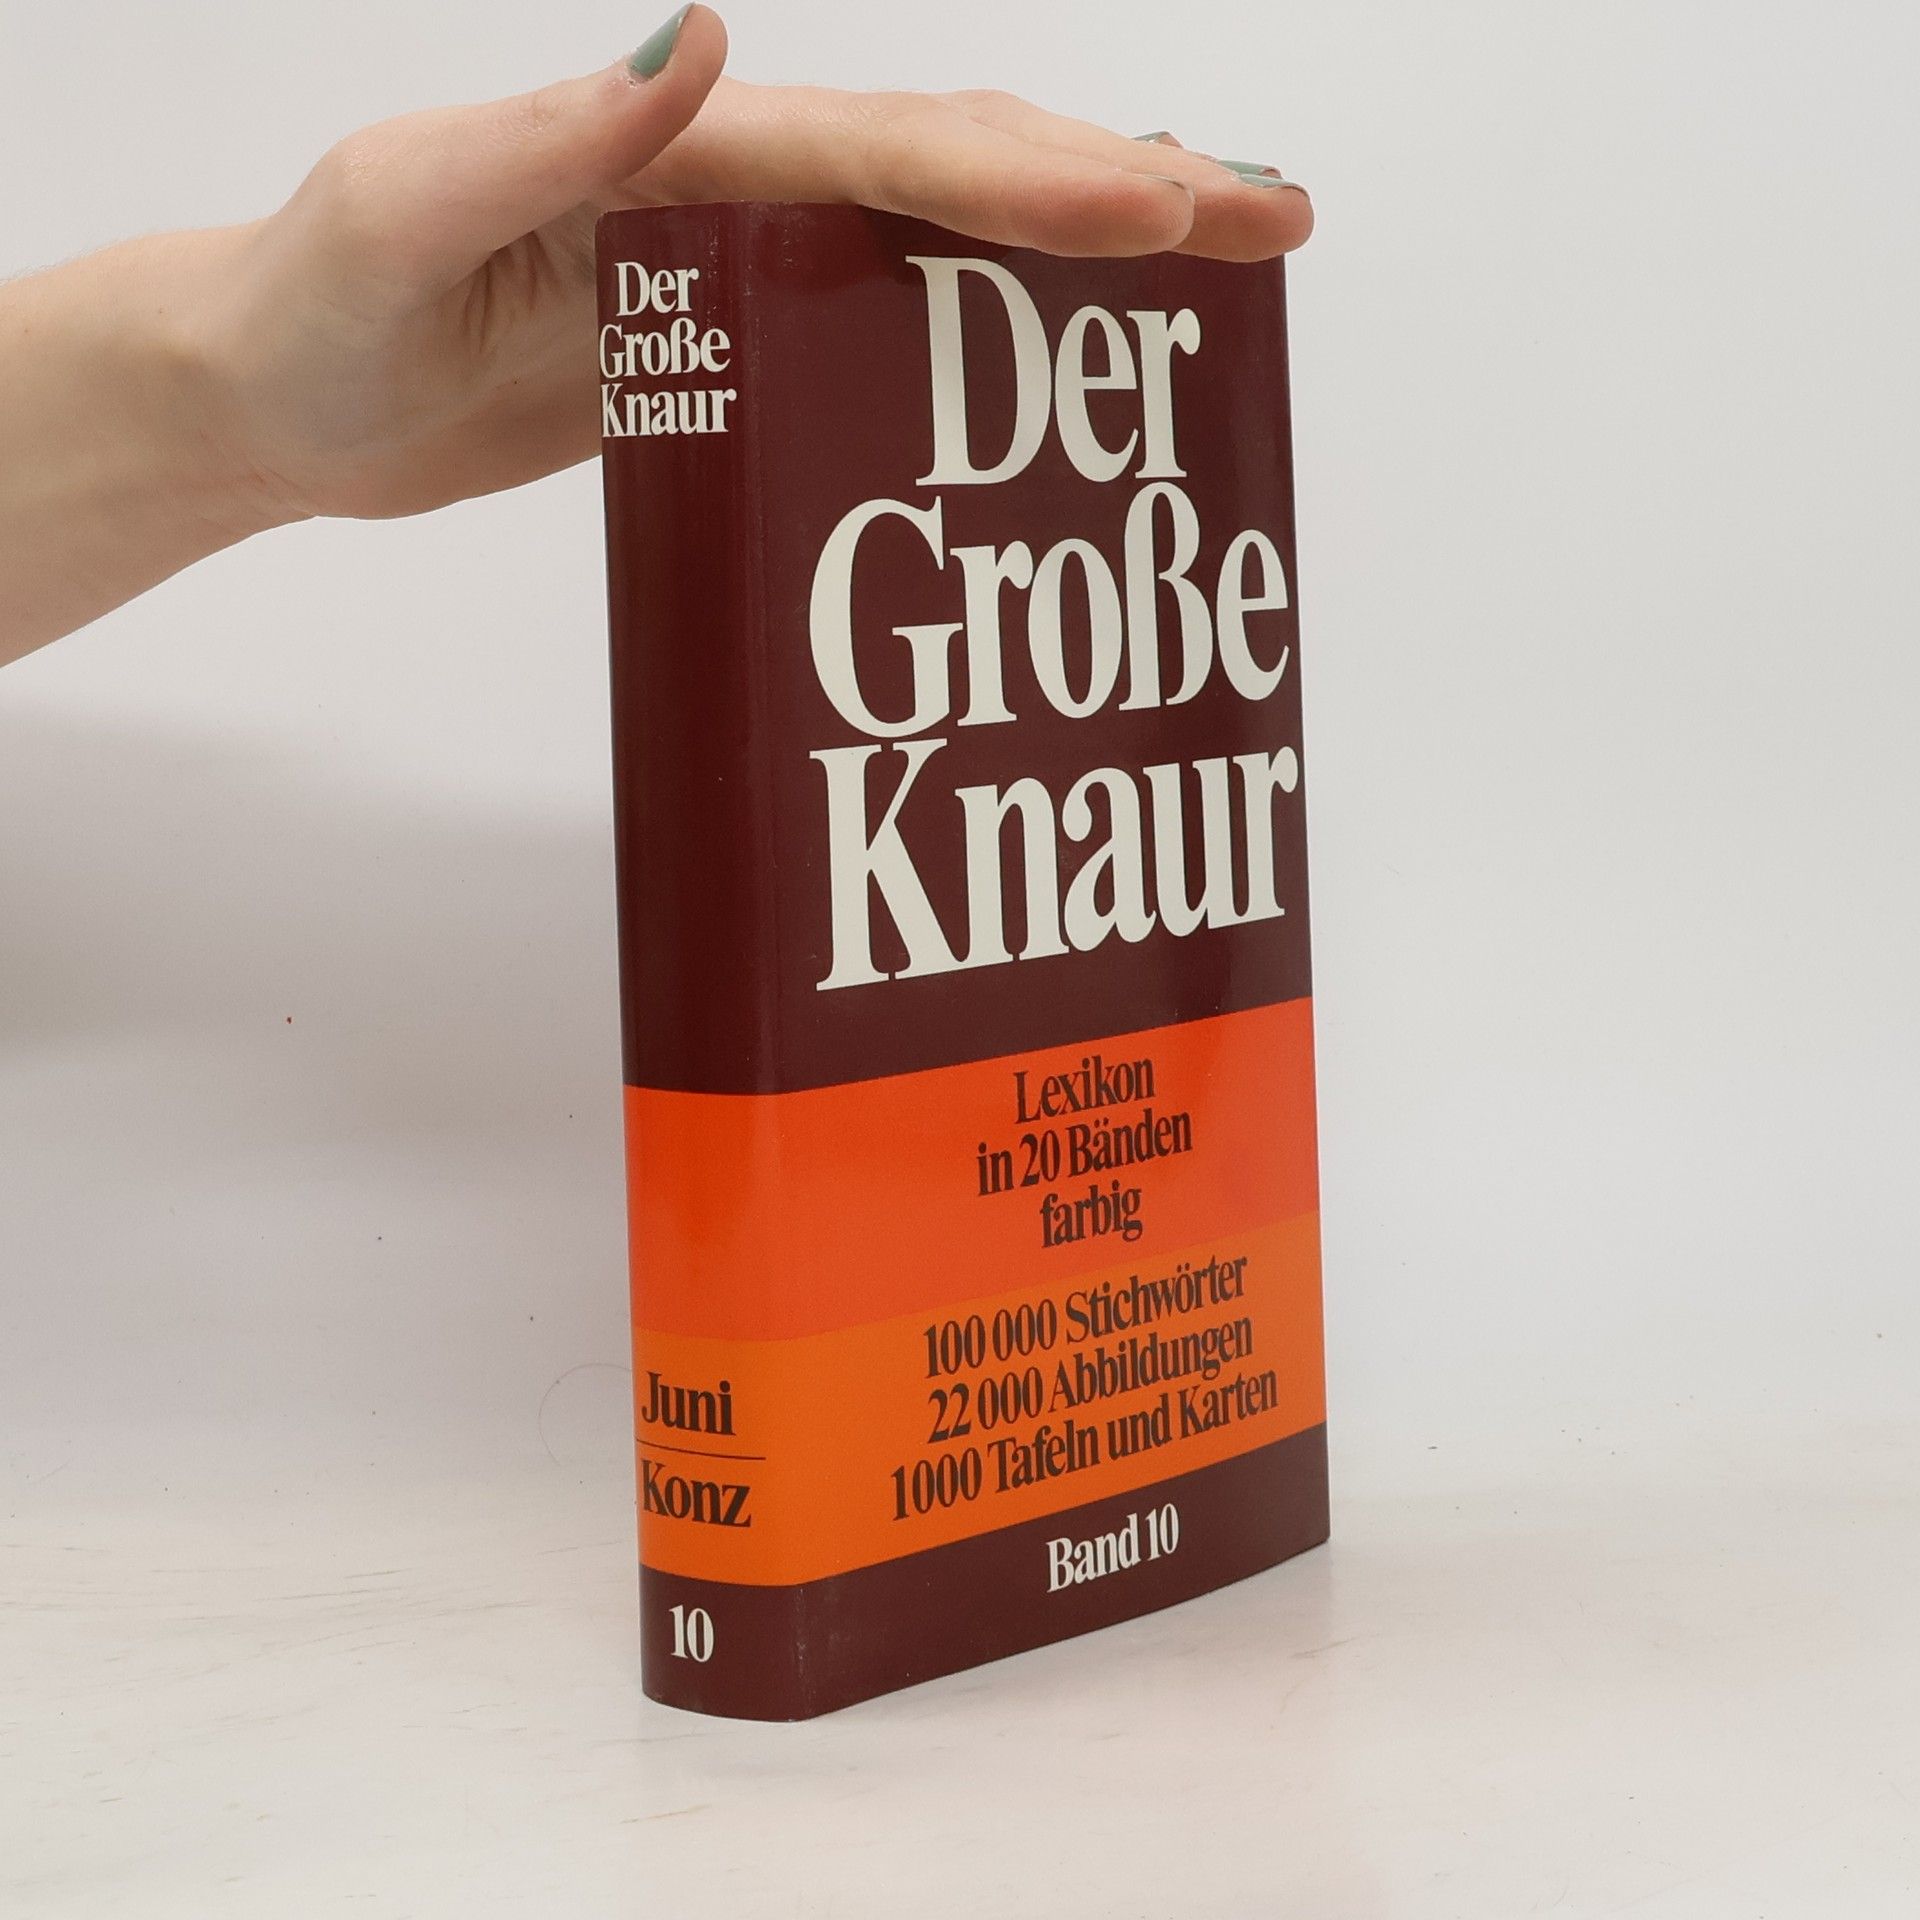 Der
Große
Knaur
Juni
Konz
10
Der
Große
Knaur
Lexikon
in 20 Bänden
farbig
100 000 Stichwörter
22 000 Abbildungen
1000 Tafeln und Karten
Band 10